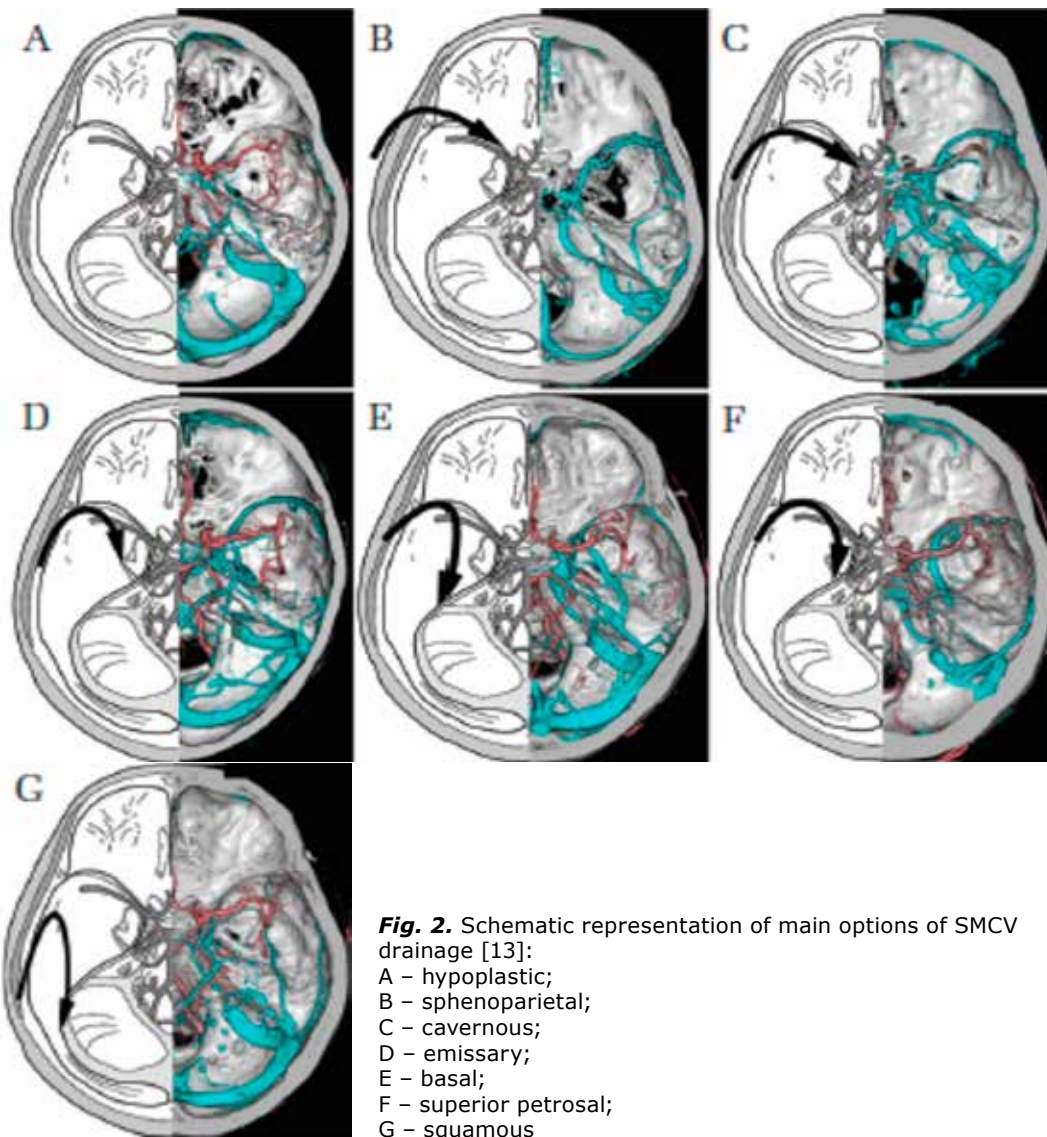 A
B
C
D
E
F
G
Fig. 2. Schematic representation of main options of SMCV
drainage [13]:
A – hypoplastic;
B – sphenoparietal;
C – cavernous;
D – emissary;
E – basal;
F – superior petrosal;
G – squamous